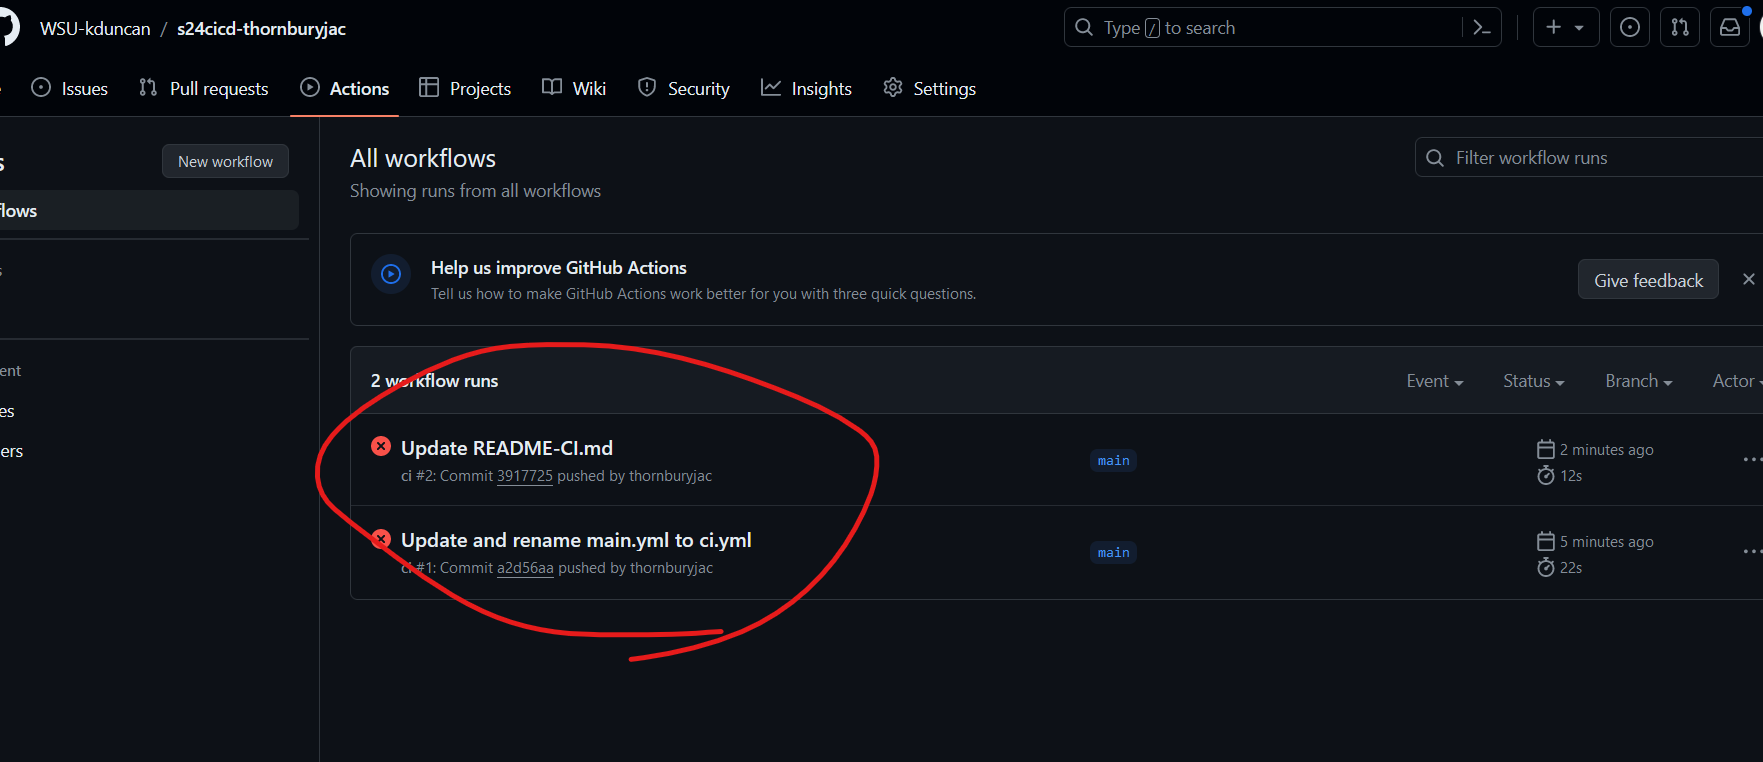 WSU-kduncan / s24cicd-thornburyjac
Type / to search
Issues
Pull requests
Actions
Projects
Wiki
Security
Insights
Settings
New workflow
flows
ent
es
ers
All workflows
Showing runs from all workflows
Filter workflow runs
Help us improve GitHub Actions
Tell us how to make GitHub Actions work better for you with three quick questions.
Give feedback
2 workflow runs
Event
Status
Branch
Actor
Update README-CI.md
ci #2: Commit 3917725 pushed by thornburyjac
main
2 minutes ago
12s
Update and rename main.yml to ci.yml
ci #1: Commit a2d56aa pushed by thornburyjac
main
5 minutes ago
22s